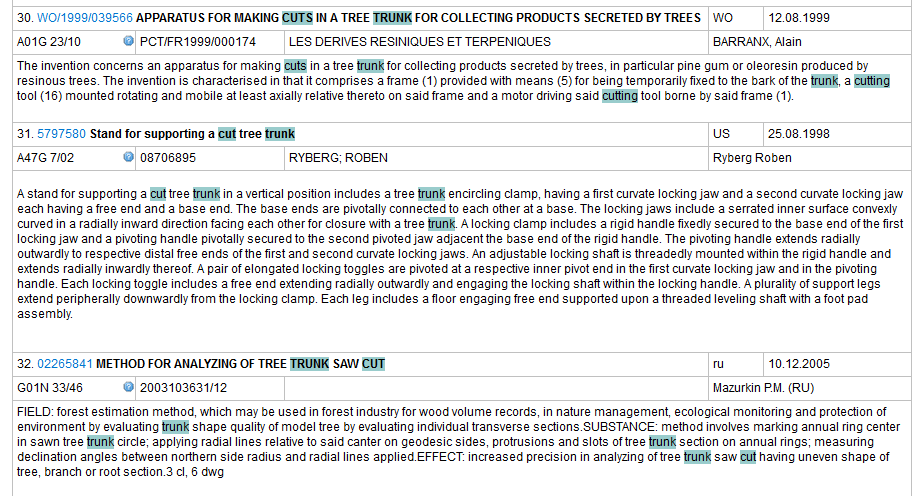 30. WO/1999/039566 APPARATUS FOR MAKING CUTS IN A TREE TRUNK FOR COLLECTING PRODUCTS SECRETED BY TREES WO 12.08.1999
A01G 23/10 PCT/FR1999/000174 LES DERIVES RESINIQUES ET TERPENIQUES BARRANX, Alain
The invention concerns an apparatus for making cuts in a tree trunk for collecting products secreted by trees, in particular pine gum or oleoresin produced by
resinous trees. The invention is characterised in that it comprises a frame (1) provided with means (5) for being temporarily fixed to the bark of the trunk, a cutting
tool (16) mounted rotating and mobile at least axially relative thereto on said frame and a motor driving said cutting tool borne by said frame (1).
31. 5797580 Stand for supporting a cut tree trunk US 25.08.1998
A47G 7/02 08706895 RYBERG; ROBEN Ryberg Roben
A stand for supporting a cut tree trunk in a vertical position includes a tree trunk encircling clamp, having a first curvate locking jaw and a second curvate locking jaw
each having a free end and a base end. The base ends are pivotally connected to each other at a base. The locking jaws include a serrated inner surface convexly
curved in a radially inward direction facing each other for closure with a tree trunk. A locking clamp includes a rigid handle fixedly secured to the base end of the first
locking jaw and a pivoting handle pivotally secured to the second pivoted jaw adjacent the base end of the rigid handle. The pivoting handle extends radially
outwardly to respective distal free ends of the first and second curvate locking jaws. An adjustable locking shaft is threadedly mounted within the rigid handle and
extends radially inwardly thereof. A pair of elongated locking toggles are pivoted at a respective inner pivot end in the first curvate locking jaw and in the pivoting
handle. Each locking toggle includes a free end extending radially outwardly and engaging the locking shaft within the locking handle. A plurality of support legs
extend peripherally downwardly from the locking clamp. Each leg includes a floor engaging free end supported upon a threaded leveling shaft with a foot pad
assembly.
32. 02265841 METHOD FOR ANALYZING OF TREE TRUNK SAW CUT ru 10.12.2005
G01N 33/46 2003103631/12 Mazurkin P.M. (RU)
FIELD: forest estimation method, which may be used in forest industry for wood volume records, in nature management, ecological monitoring and protection of
environment by evaluating trunk shape quality of model tree by evaluating individual transverse sections.SUBSTANCE: method involves marking annual ring center
in sawn tree trunk circle; applying radial lines relative to said canter on geodesic sides, protrusions and slots of tree trunk section on annual rings; measuring
declination angles between northern side radius and radial lines applied.EFFECT: increased precision in analyzing of tree trunk saw cut having uneven shape of
tree, branch or root section.3 cl, 6 dwg